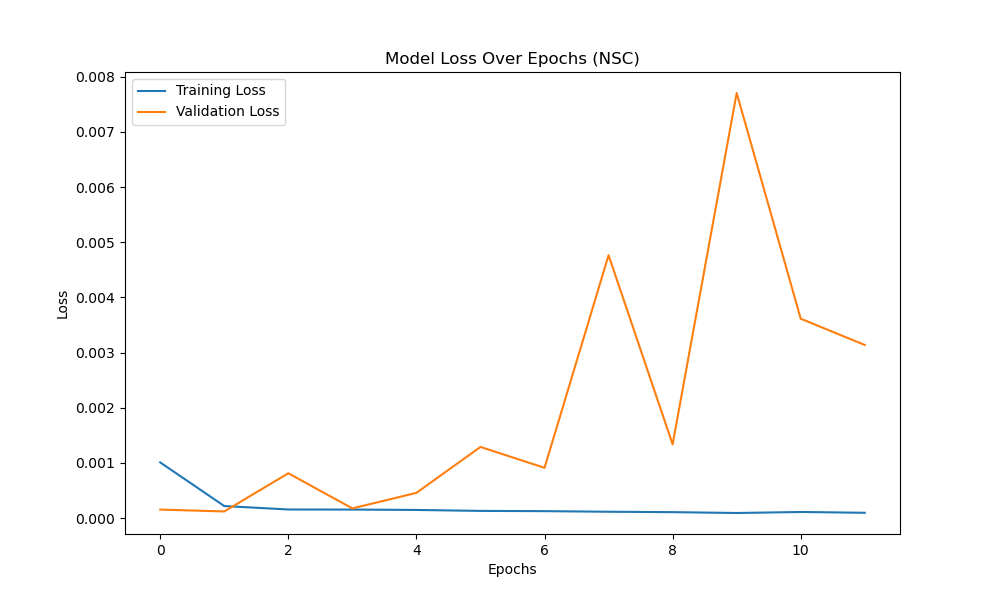 Model Loss Over Epochs (NSC)
Training Loss
Validation Loss
0.008
0.007
0.006
0.005
0.004
0.003
0.002
0.001
0.000
Loss
0 2 4 6 8 10
Epochs